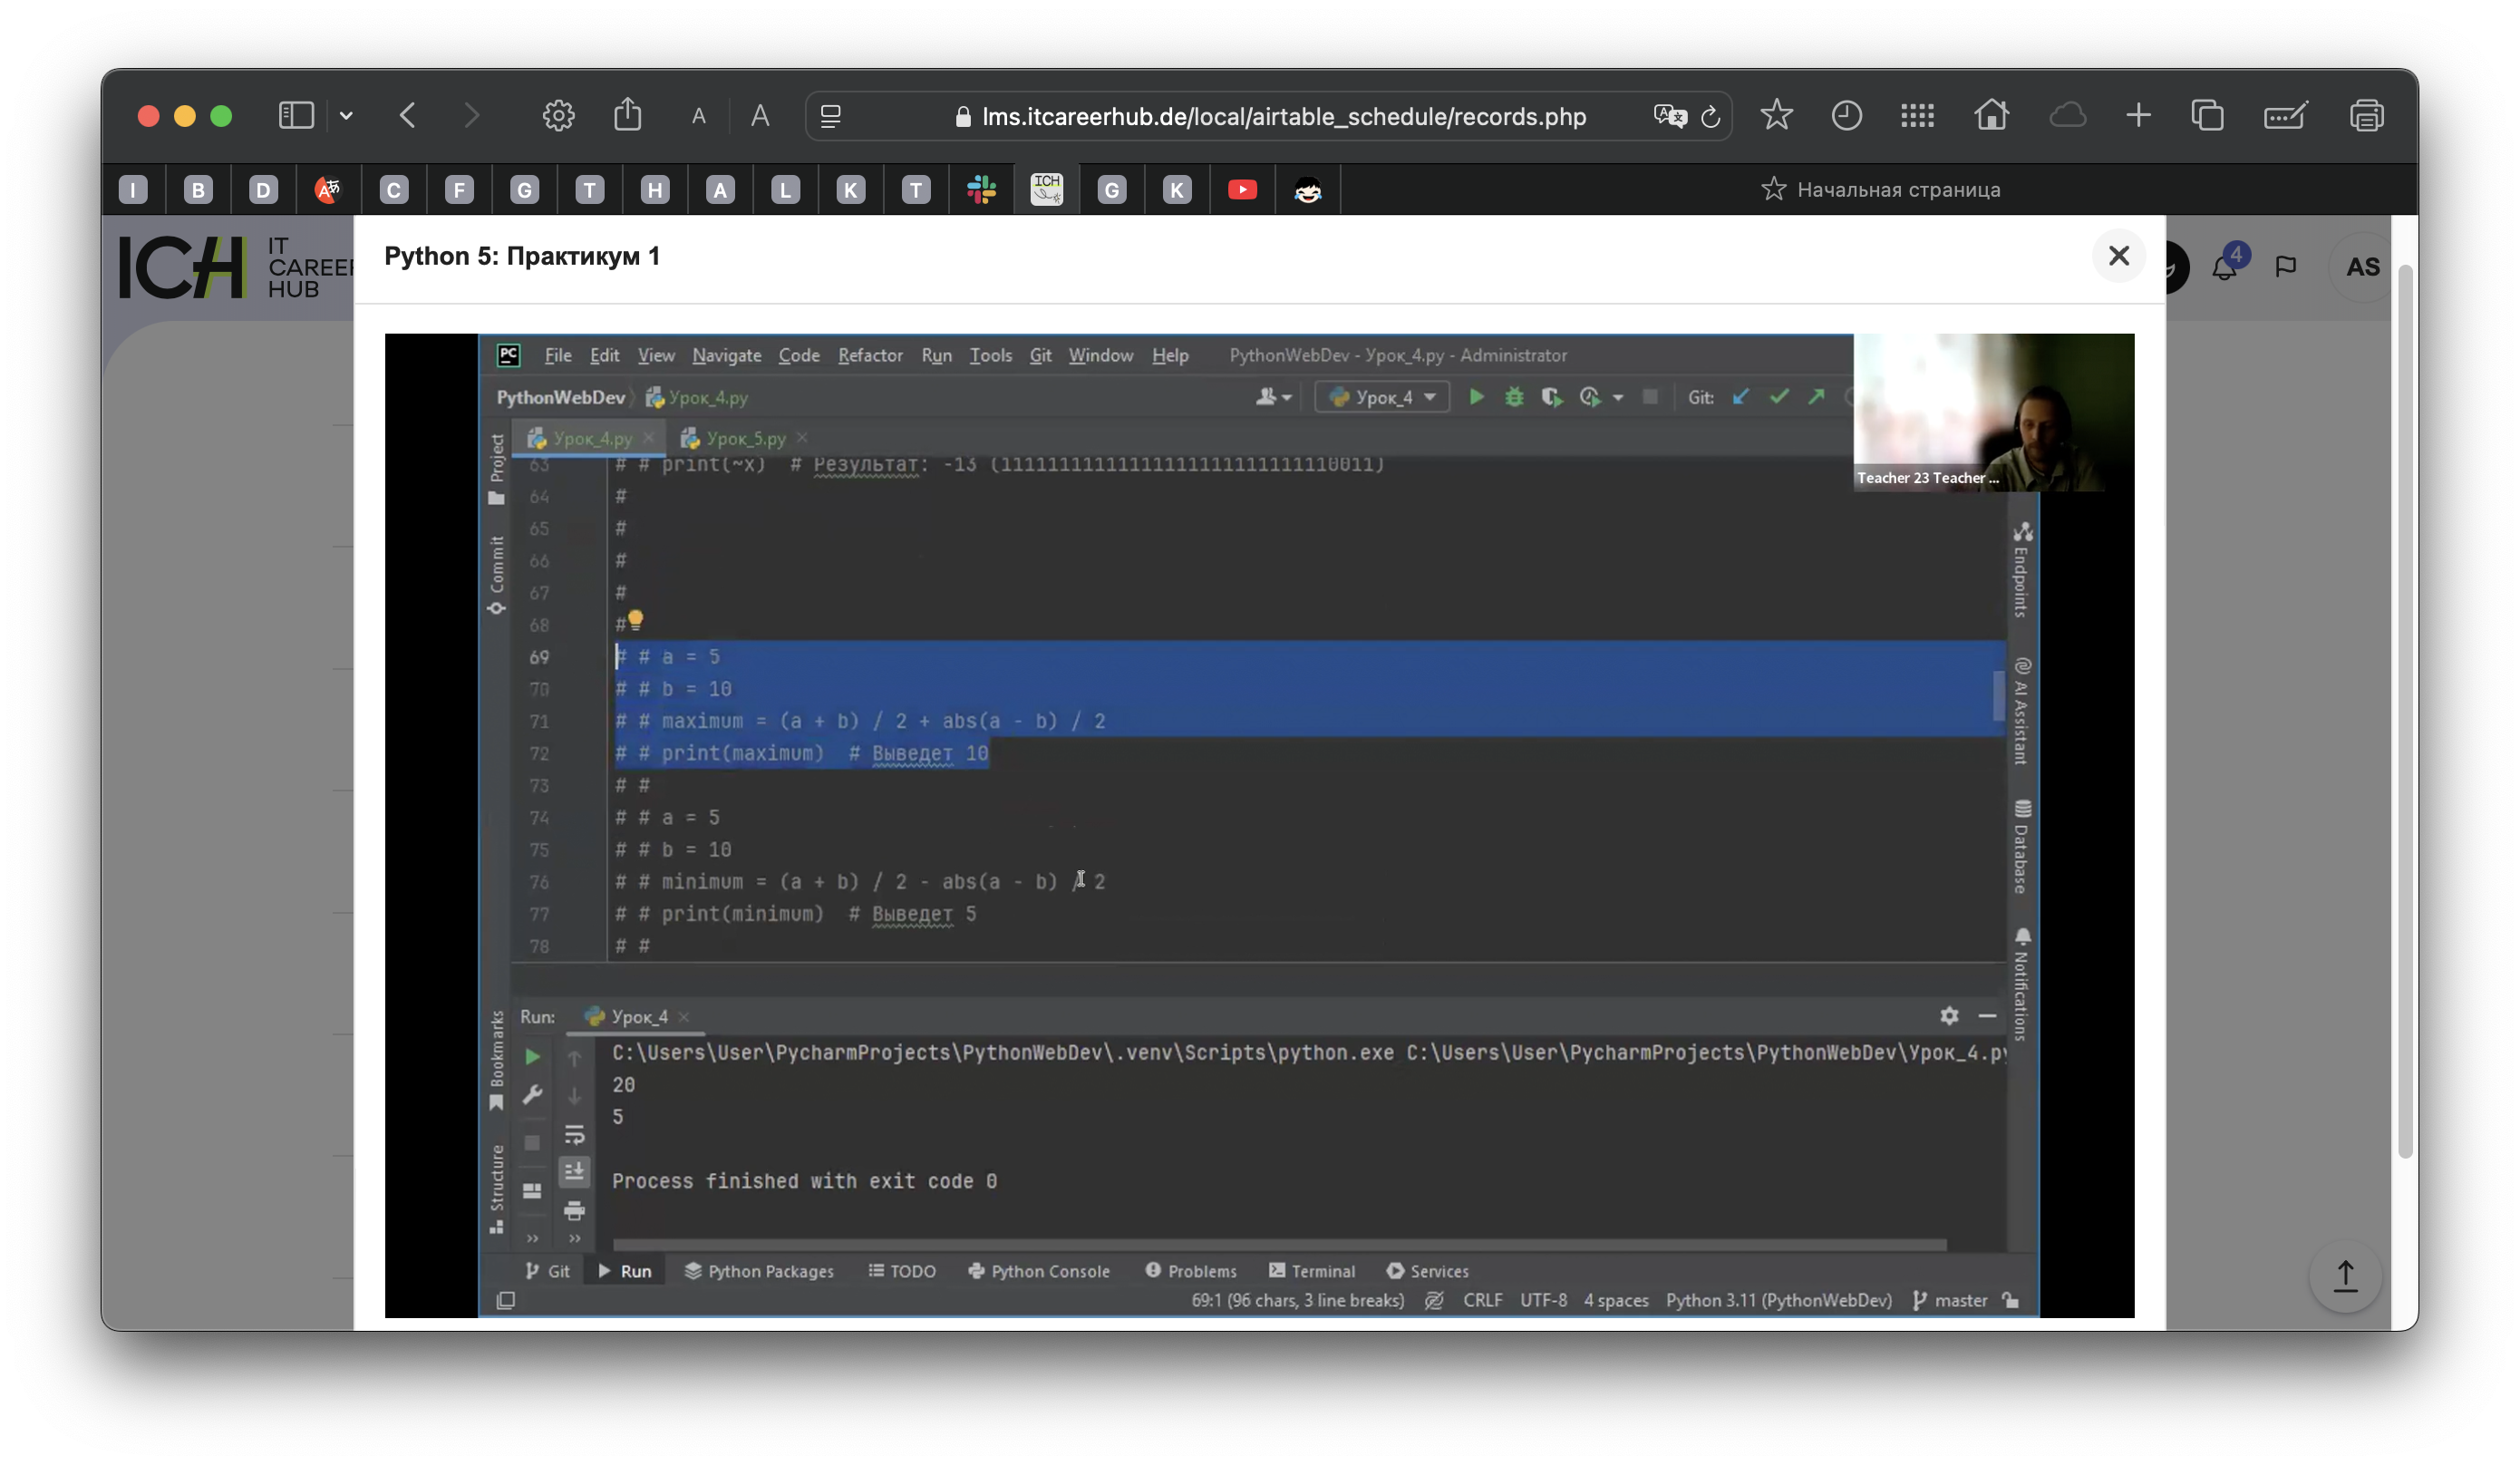 lms.itcareerhub.de/local/airtable_schedule/records.php
I B D C F G T H A L K T ICH G K
Начальная страница
ICH IT CAREER HUB
Python 5: Практикум 1
4
AS
PC File Edit View Navigate Code Refactor Run Tools Git Window Help PythonWebDev - Урок_4.py - Administrator
PythonWebDev Урок_4.py
Урок_4 Git:
Урок_4.py Урок_5.py
Teacher 23 Teacher ...
Project
Commit
Bookmarks
Structure
Endpoints
AI Assistant
Database
Notifications
63 # # print(~x) # Результат: -13
64 #
65 #
66 #
67 #
68 #
69 # # a = 5
70 # # b = 10
71 # # maximum = (a + b) / 2 + abs(a - b) / 2
72 # # print(maximum) # Выведет 10
73 # #
74 # # a = 5
75 # # b = 10
76 # # minimum = (a + b) / 2 - abs(a - b) / 2
77 # # print(minimum) # Выведет 5
78 # #
Run: Урок_4
C:\Users\User\PycharmProjects\PythonWebDev\.venv\Scripts\python.exe C:\Users\User\PycharmProjects\PythonWebDev\Урок_4.py
20
5
Process finished with exit code 0
Git Run Python Packages TODO Python Console Problems Terminal Services
69:1 (96 chars, 3 line breaks) CRLF UTF-8 4 spaces Python 3.11 (PythonWebDev) master